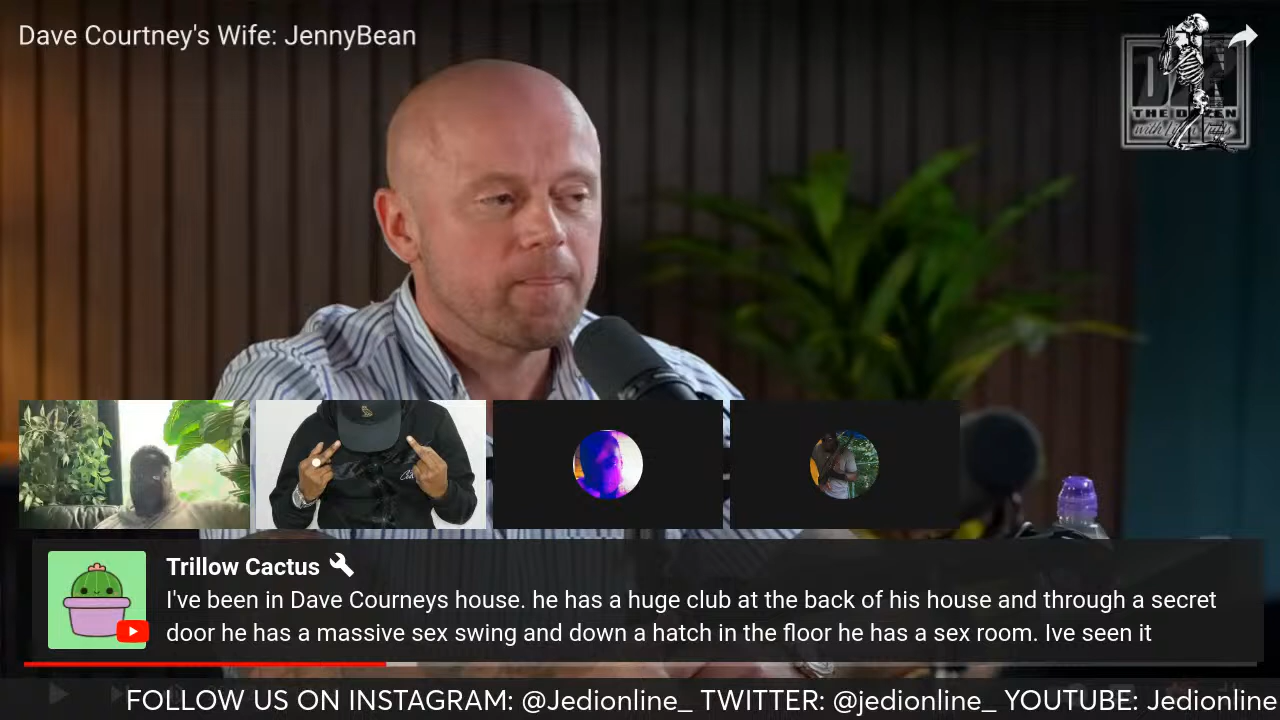 Dave Courtney's Wife: JennyBean
THE D
EN
Trillow Cactus
I've been in Dave Courneys house. he has a huge club at the back of his house and through a secret
door he has a massive sex swing and down a hatch in the floor he has a sex room. Ive seen it
FOLLOW US ON INSTAGRAM: @Jedionline_ TWITTER: @jedionline_ YOUTUBE: Jedionline